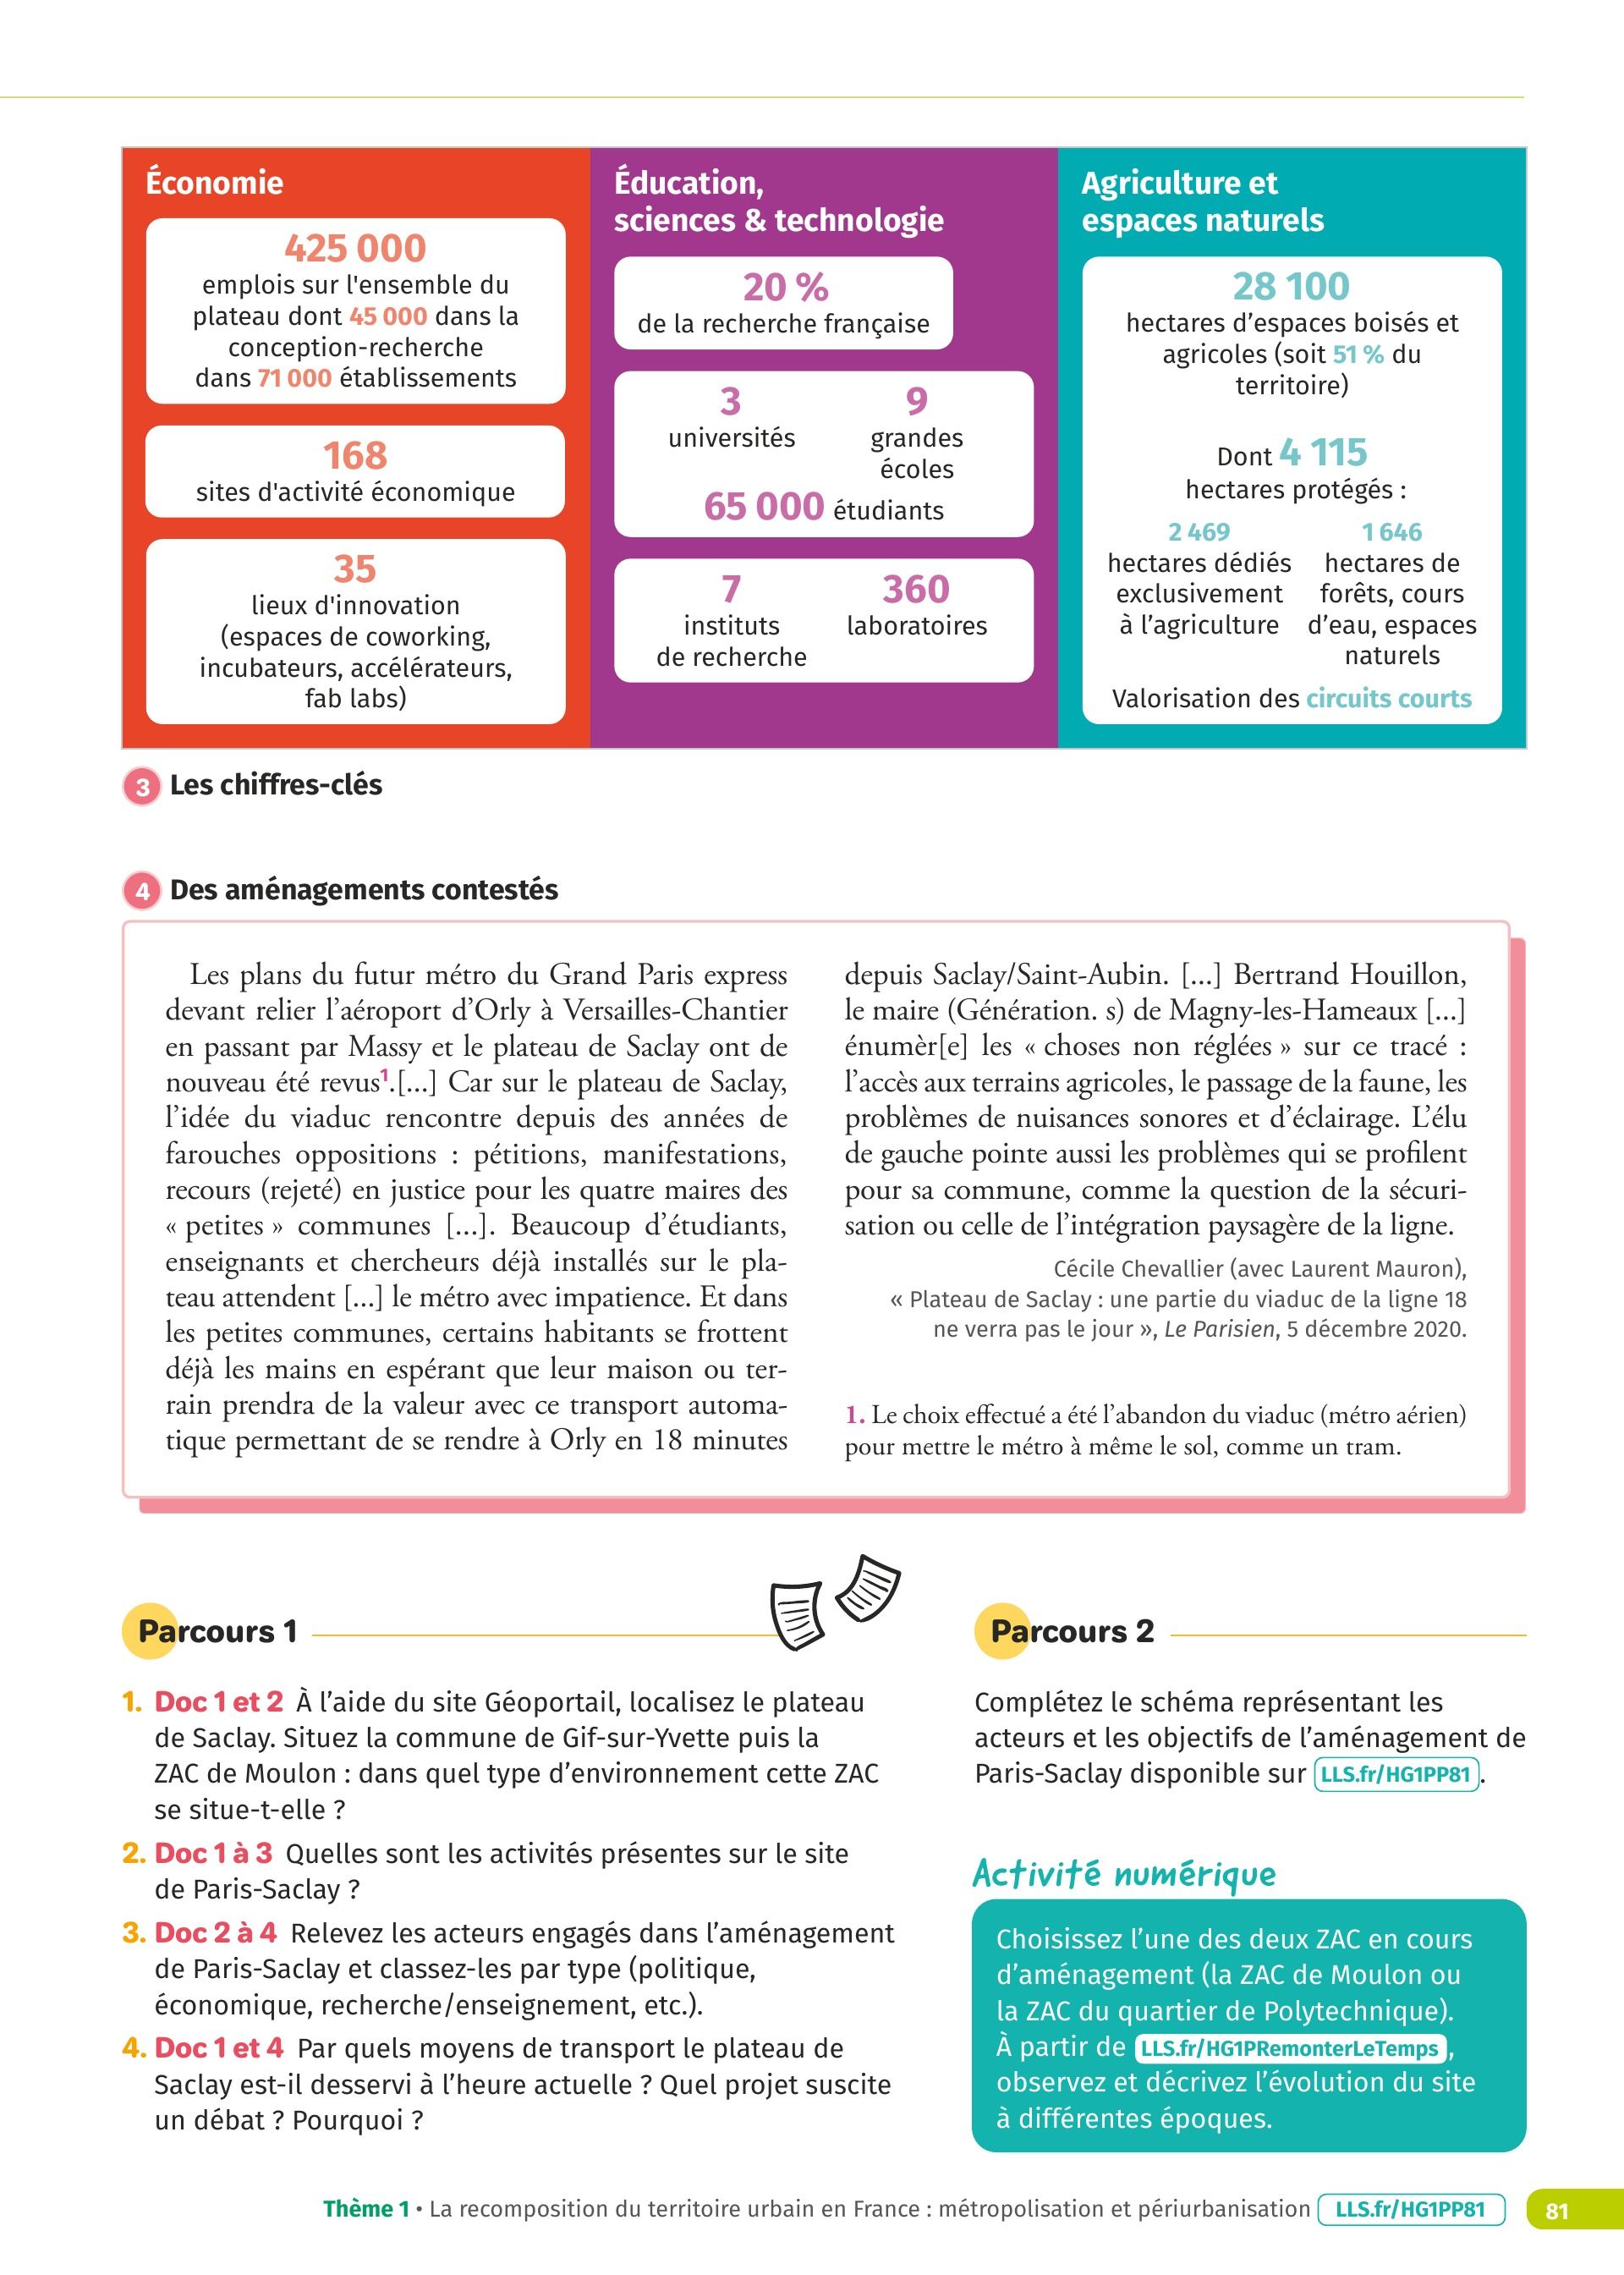 Économie
425 000
emplois sur l'ensemble du
plateau dont 45 000 dans la
conception-recherche
dans 71 000 établissements
168
sites d'activité économique
35
lieux d'innovation
(espaces de coworking,
incubateurs, accélérateurs,
fab labs)
Éducation,
sciences & technologie
20 %
de la recherche française
3
universités
9
grandes
écoles
65 000 étudiants
7
instituts
de recherche
360
laboratoires
Agriculture et
espaces naturels
28 100
hectares d’espaces boisés et
agricoles (soit 51 % du
territoire)
Dont 4 115
hectares protégés :
2 469
hectares dédiés
exclusivement
à l’agriculture
1 646
hectares de
forêts, cours
d’eau, espaces
naturels
Valorisation des circuits courts
3 Les chiffres-clés
4 Des aménagements contestés
Les plans du futur métro du Grand Paris express
devant relier l’aéroport d’Orly à Versailles-Chantier
en passant par Massy et le plateau de Saclay ont de
nouveau été revus1.[...] Car sur le plateau de Saclay,
l’idée du viaduc rencontre depuis des années de
farouches oppositions : pétitions, manifestations,
recours (rejeté) en justice pour les quatre maires des
« petites » communes [...]. Beaucoup d’étudiants,
enseignants et chercheurs déjà installés sur le pla-
teau attendent [...] le métro avec impatience. Et dans
les petites communes, certains habitants se frottent
déjà les mains en espérant que leur maison ou ter-
rain prendra de la valeur avec ce transport automa-
tique permettant de se rendre à Orly en 18 minutes
depuis Saclay/Saint-Aubin. [...] Bertrand Houillon,
le maire (Génération. s) de Magny-les-Hameaux [...]
énumèr[e] les « choses non réglées » sur ce tracé :
l’accès aux terrains agricoles, le passage de la faune, les
problèmes de nuisances sonores et d’éclairage. L’élu
de gauche pointe aussi les problèmes qui se profilent
pour sa commune, comme la question de la sécuri-
sation ou celle de l’intégration paysagère de la ligne.
Cécile Chevallier (avec Laurent Mauron),
« Plateau de Saclay : une partie du viaduc de la ligne 18
ne verra pas le jour », Le Parisien, 5 décembre 2020.
1. Le choix effectué a été l’abandon du viaduc (métro aérien)
pour mettre le métro à même le sol, comme un tram.
Parcours 1
1. Doc 1 et 2 À l’aide du site Géoportail, localisez le plateau
de Saclay. Situez la commune de Gif-sur-Yvette puis la
ZAC de Moulon : dans quel type d’environnement cette ZAC
se situe-t-elle ?
2. Doc 1 à 3 Quelles sont les activités présentes sur le site
de Paris-Saclay ?
3. Doc 2 à 4 Relevez les acteurs engagés dans l’aménagement
de Paris-Saclay et classez-les par type (politique,
économique, recherche/enseignement, etc.).
4. Doc 1 et 4 Par quels moyens de transport le plateau de
Saclay est-il desservi à l’heure actuelle ? Quel projet suscite
un débat ? Pourquoi ?
Parcours 2
Complétez le schéma représentant les
acteurs et les objectifs de l’aménagement de
Paris-Saclay disponible sur LLS.fr/HG1PP81.
Activité numérique
Choisissez l’une des deux ZAC en cours
d’aménagement (la ZAC de Moulon ou
la ZAC du quartier de Polytechnique).
À partir de LLS.fr/HG1PRemonterLeTemps,
observez et décrivez l’évolution du site
à différentes époques.
Thème 1 • La recomposition du territoire urbain en France : métropolisation et périurbanisation LLS.fr/HG1PP81 81